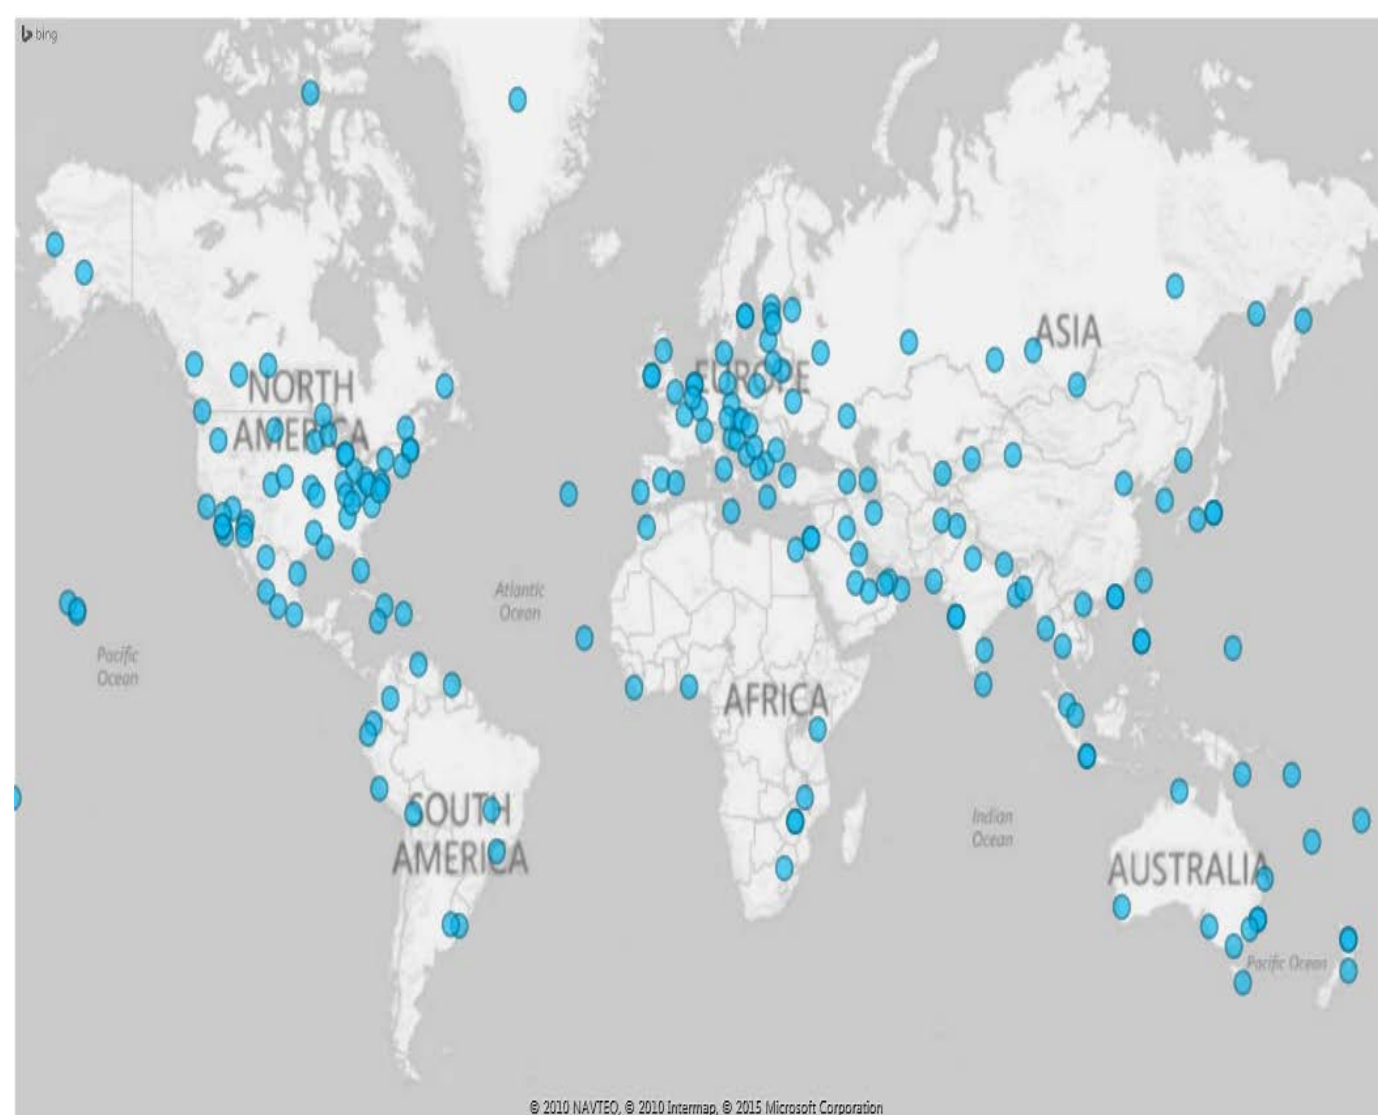 bing
ASIA
EUROPE
NORTH
AMERICA
Atlantic
Ocean
Pacific
Ocean
AFRICA
SOUTH
AMERICA
Indian
Ocean
AUSTRALIA
Pacific Ocean
© 2010 NAVTEQ, © 2010 Intermap, © 2015 Microsoft Corporation